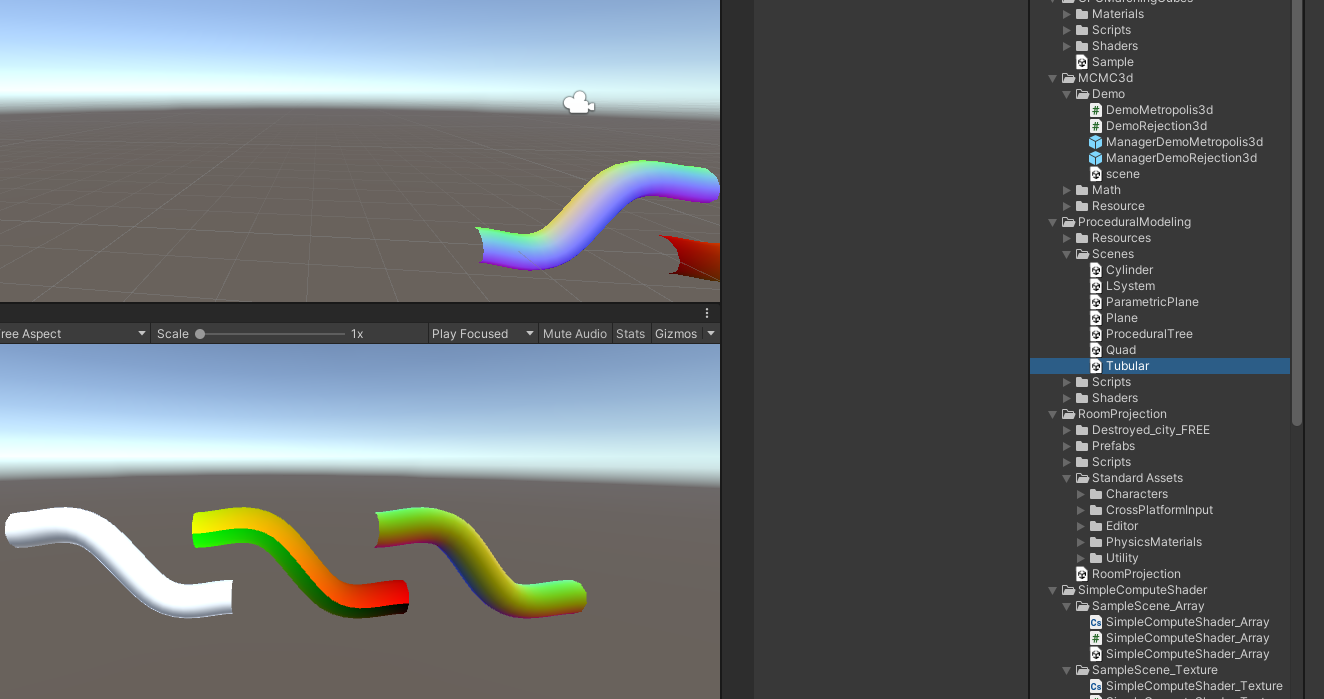 ree Aspect
Scale
1x
Play Focused
Mute Audio
Stats
Gizmos
Materials
Scripts
Shaders
Sample
MCMC3d
Demo
DemoMetropolis3d
DemoRejection3d
ManagerDemoMetropolis3d
ManagerDemoRejection3d
scene
Math
Resource
ProceduralModeling
Resources
Scenes
Cylinder
LSystem
ParametricPlane
Plane
ProceduralTree
Quad
Tubular
Scripts
Shaders
RoomProjection
Destroyed_city_FREE
Prefabs
Scripts
Standard Assets
Characters
CrossPlatformInput
Editor
PhysicsMaterials
Utility
RoomProjection
SimpleComputeShader
SampleScene_Array
SimpleComputeShader_Array
SimpleComputeShader_Array
SimpleComputeShader_Array
SampleScene_Texture
SimpleComputeShader_Texture